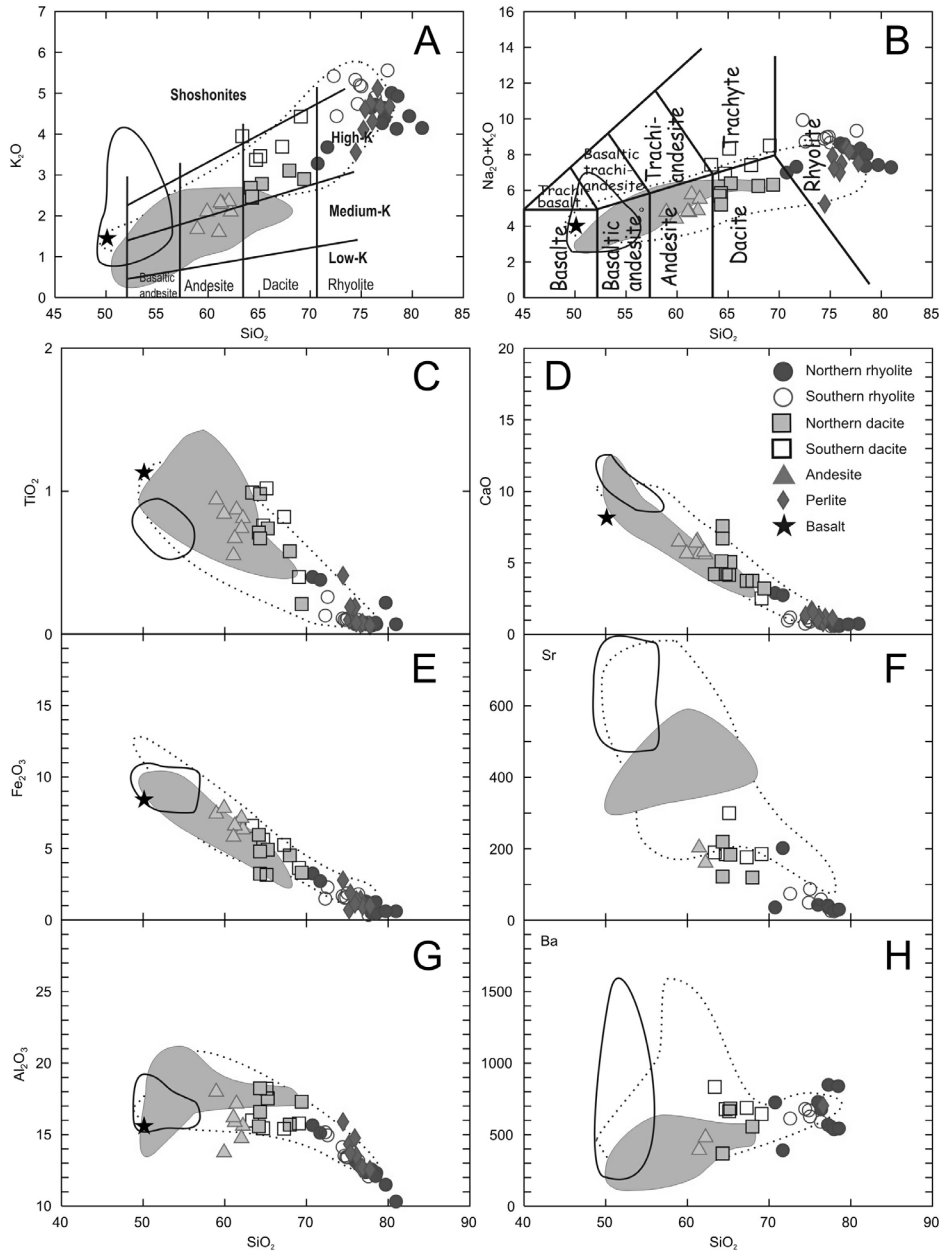 A
6
5
4
3
2
1
0
K2O
Shoshonites
High-K
Medium-K
Low-K
Basaltic
andesite
Andesite
Dacite
Rhyolite
45 50 55 60 65 70 75 80 85
SiO2
B
16
14
12
10
8
6
4
2
0
Na2O+K2O
Trachi-
basalt
Basaltic
trachi-
andesite
Trachi-
andesite
Trachyte
Rhyolite
Basalte
Basaltic
andesite
Andesite
Dacite
45 50 55 60 65 70 75 80 85
SiO2
C
2
1
0
TiO2
D
20
15
10
5
0
CaO
Northern rhyolite
Southern rhyolite
Northern dacite
Southern dacite
Andesite
Perlite
Basalt
E
15
10
5
0
Fe2O3
F
Sr
600
400
200
0
G
25
20
15
10
Al2O3
40 50 60 70 80 90
SiO2
H
Ba
1500
1000
500
0
40 50 60 70 80 90
SiO2